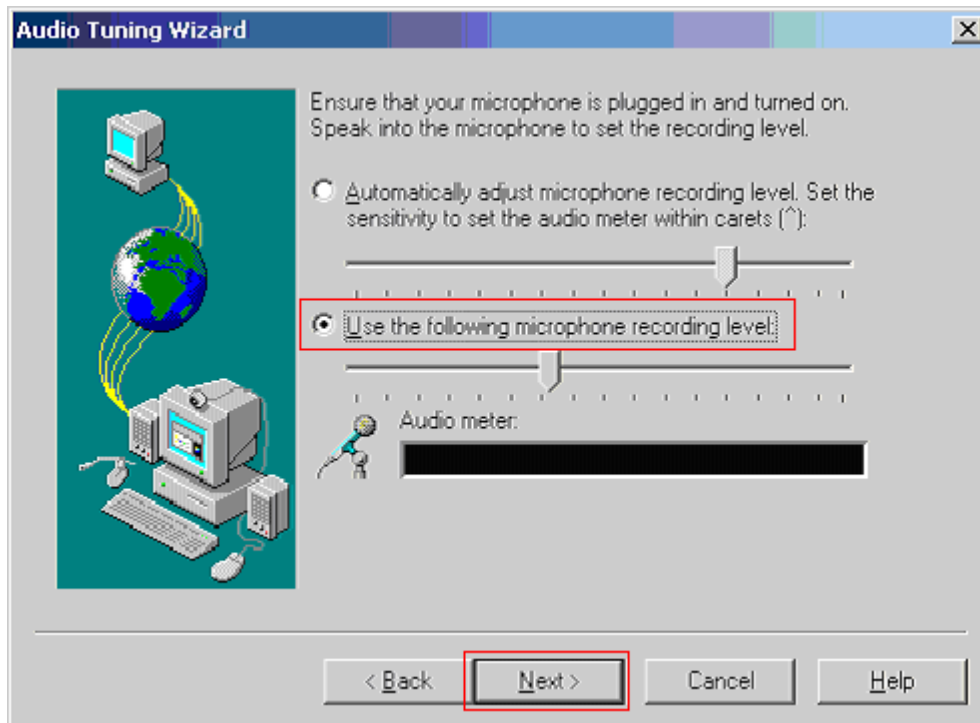 Audio Tuning Wizard
Ensure that your microphone is plugged in and turned on.
Speak into the microphone to set the recording level.
Automatically adjust microphone recording level. Set the
sensitivity to set the audio meter within carets (^):
Use the following microphone recording level:
Audio meter:
< Back
Next >
Cancel
Help